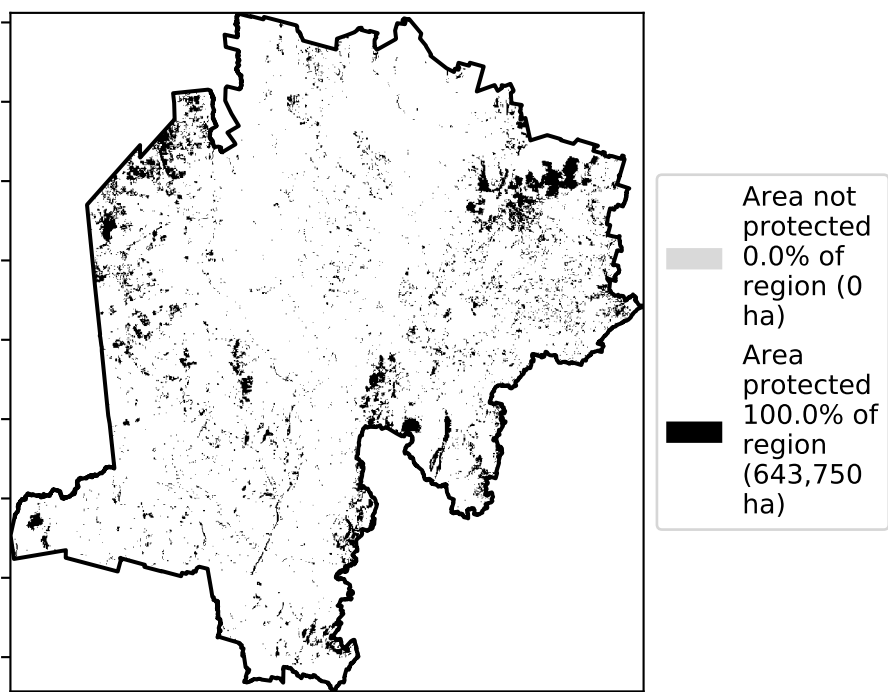 Area not
protected
0.0% of
region (0
ha)
Area
protected
100.0% of
region
(643,750
ha)